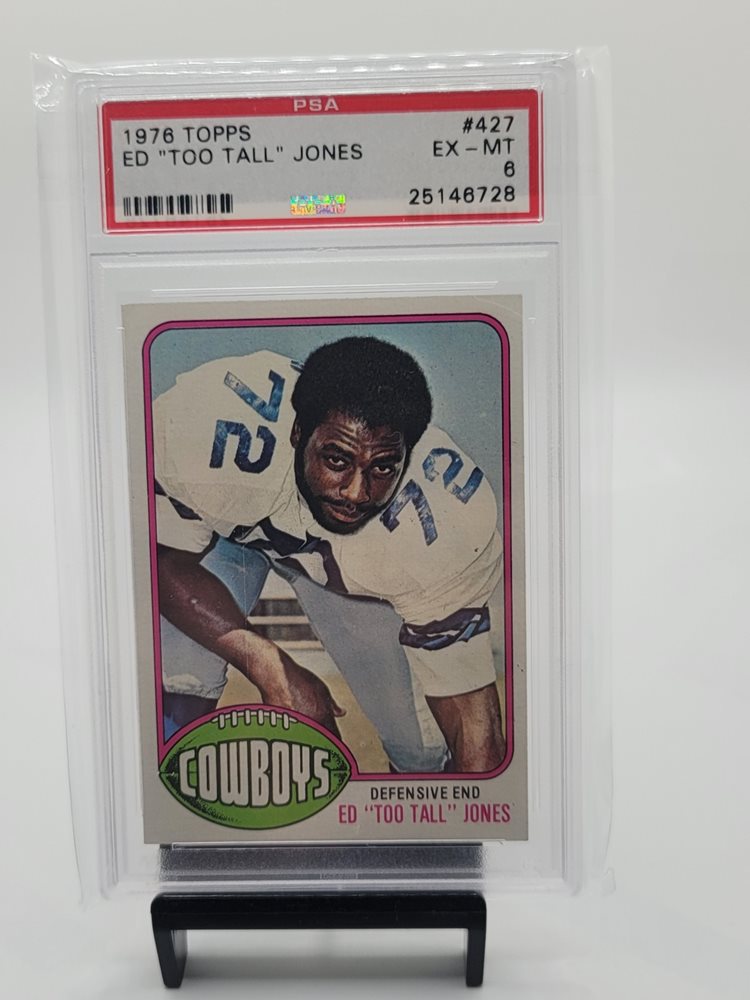 PSA
1976 TOPPS #427
ED "TOO TALL" JONES EX-MT
6
25146728
72
72
COWBOYS
DEFENSIVE END
ED "TOO TALL" JONES